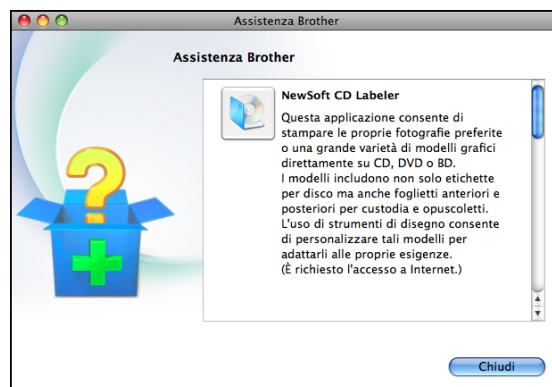 Assistenza Brother
Assistenza Brother
NewSoft CD Labeler
Questa applicazione consente di
stampare le proprie fotografie preferite
o una grande varietà di modelli grafici
direttamente su CD, DVD o BD.
I modelli includono non solo etichette
per disco ma anche foglietti anteriori e
posteriori per custodia e opuscoletti.
L'uso di strumenti di disegno consente
di personalizzare tali modelli per
adattarli alle proprie esigenze.
(È richiesto l'accesso a Internet.)
Chiudi